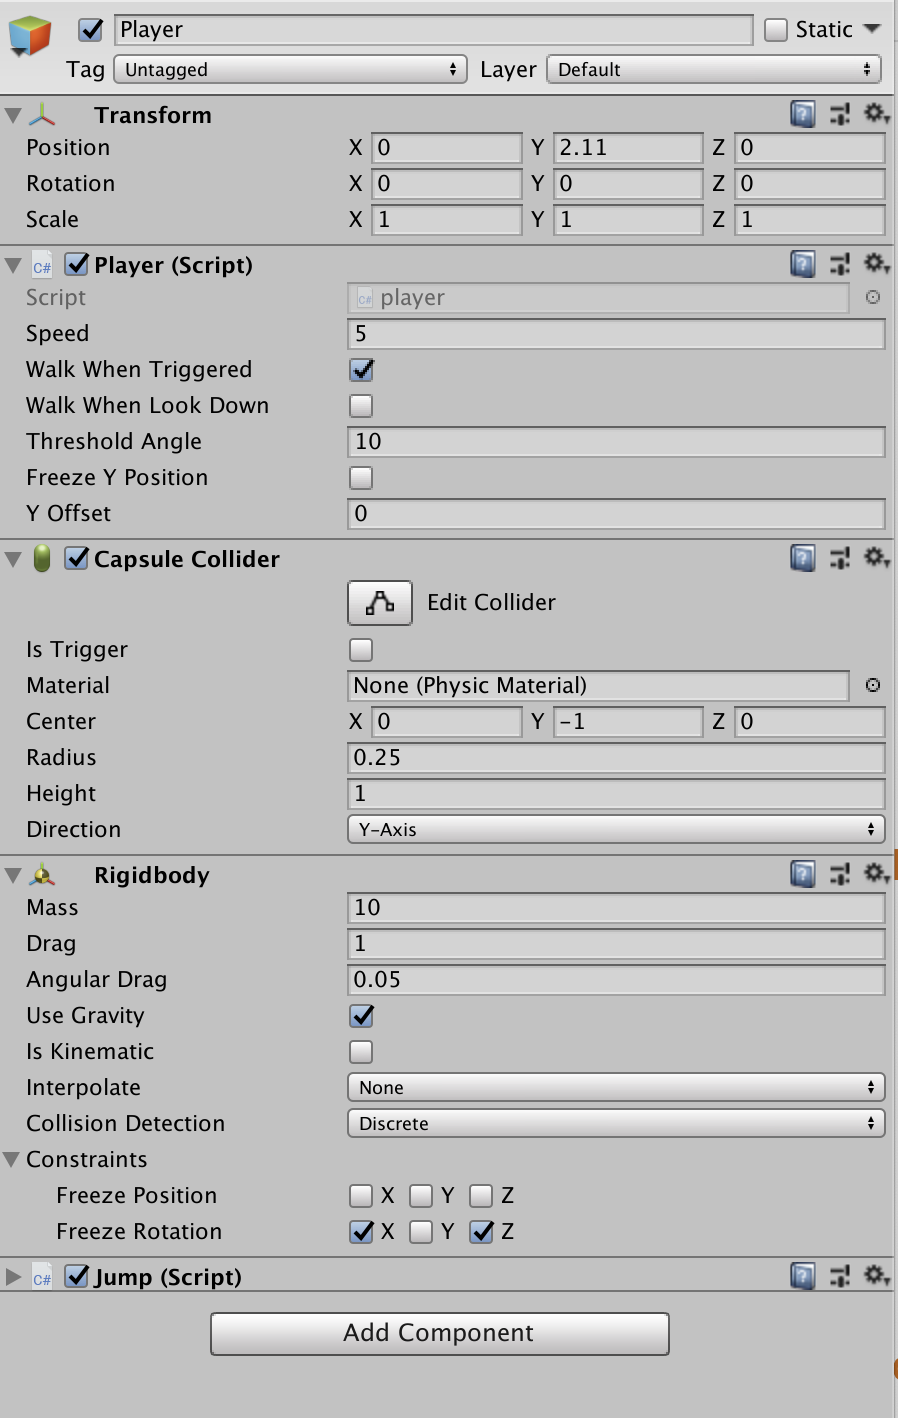 Player Static
Tag Untagged Layer Default
Transform
Position X 0 Y 2.11 Z 0
Rotation X 0 Y 0 Z 0
Scale X 1 Y 1 Z 1
C# Player (Script)
Script C# player
Speed 5
Walk When Triggered
Walk When Look Down
Threshold Angle 10
Freeze Y Position
Y Offset 0
Capsule Collider
Edit Collider
Is Trigger
Material None (Physic Material)
Center X 0 Y -1 Z 0
Radius 0.25
Height 1
Direction Y-Axis
Rigidbody
Mass 10
Drag 1
Angular Drag 0.05
Use Gravity
Is Kinematic
Interpolate None
Collision Detection Discrete
Constraints
Freeze Position X Y Z
Freeze Rotation X Y Z
C# Jump (Script)
Add Component